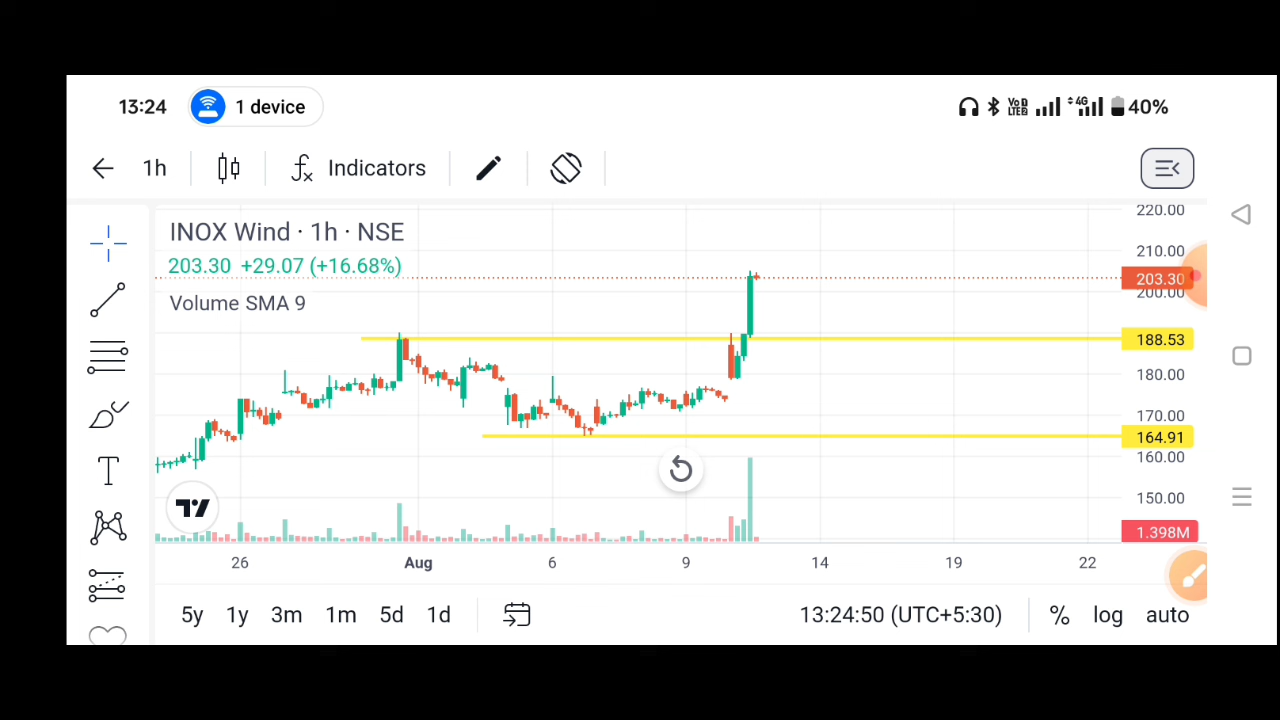 13:24 1 device VoD LTE2 4G 40%
1h Indicators
INOX Wind · 1h · NSE
203.30 +29.07 (+16.68%)
Volume SMA 9
220.00
210.00
203.30
200.00
188.53
180.00
170.00
164.91
160.00
150.00
1.398M
26 Aug 6 9 14 19 22
5y 1y 3m 1m 5d 1d 13:24:50 (UTC+5:30) % log auto